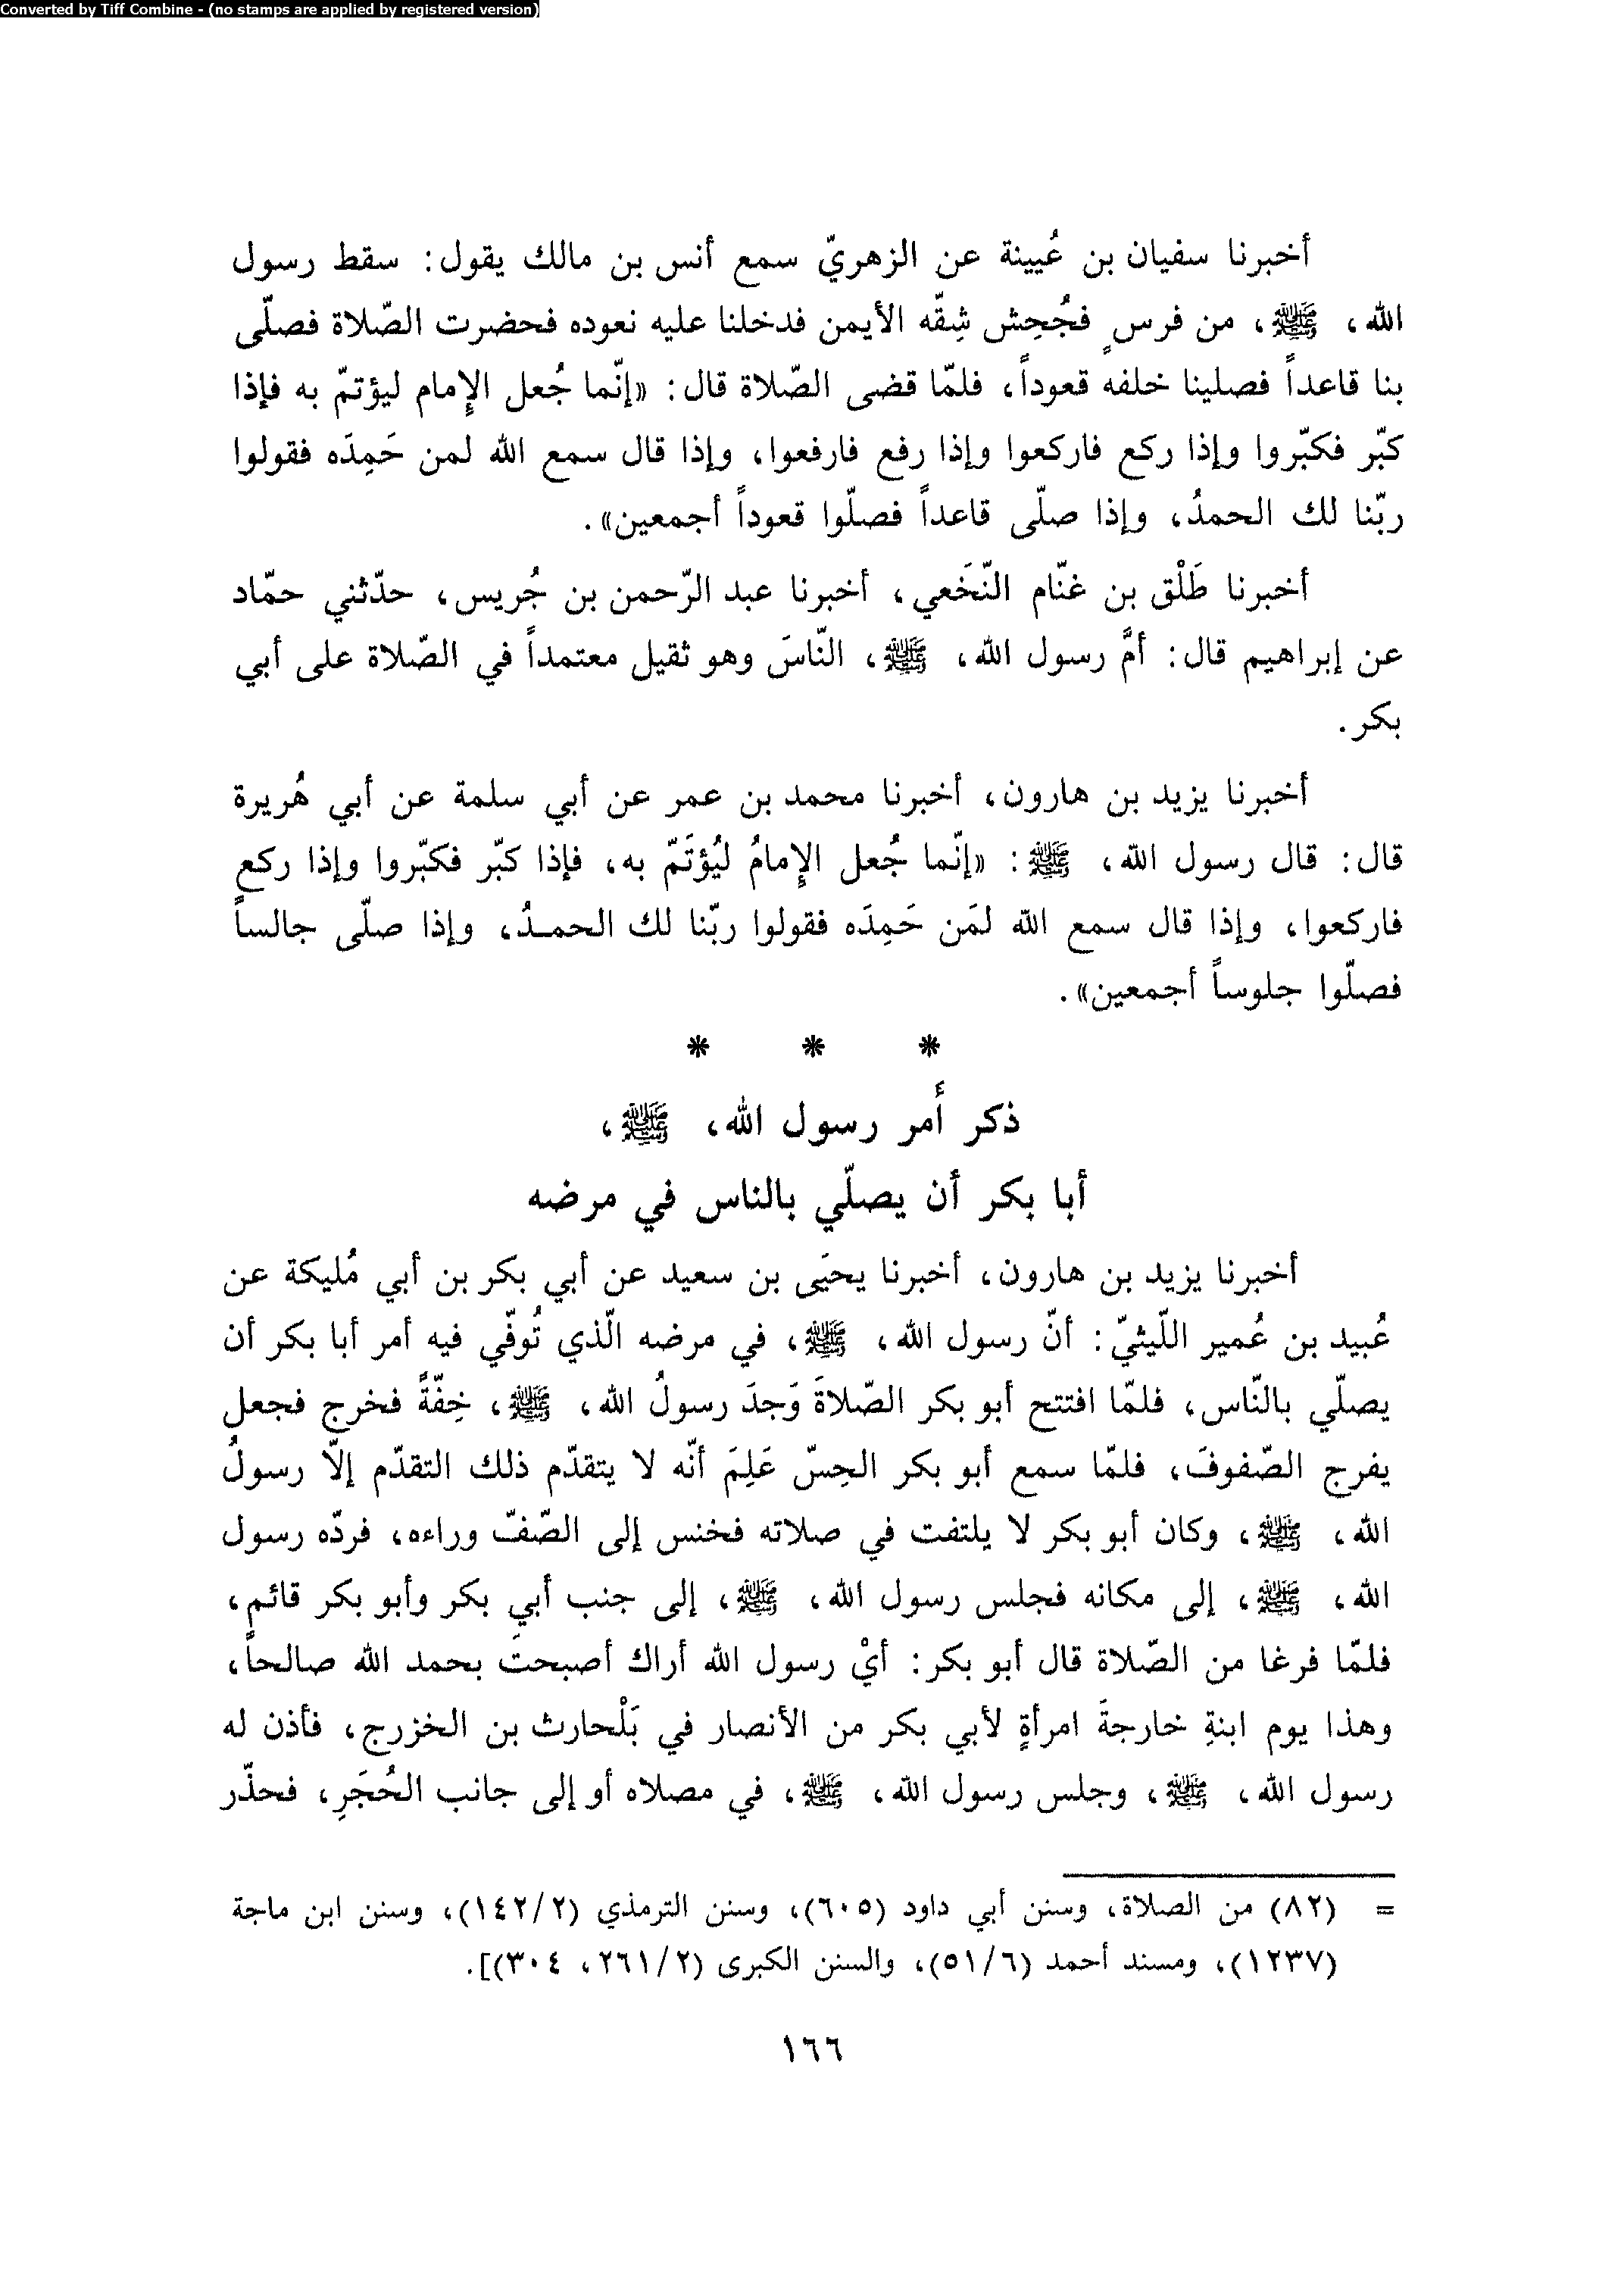 Converted by Tiff Combine - (no stamps are applied by registered version)
أخبرنا سفيان بن عُيينة عن الزهريّ سمع أنس بن مالك يقول: سقط رسول
الله، ﷺ، من فرسٍ فجُحِش شِقّه الأيمن فدخلنا عليه نعوده فحضرت الصّلاة فصلّى
بنا قاعداً فصلينا خلفه قعوداً، فلمّا قضى الصّلاة قال: «إنّما جُعل الإمام ليؤتمّ به فإذا
كبّر فكبّروا وإذا ركع فاركعوا وإذا رفع فارفعوا، وإذا قال سمع الله لمن حَمِدَه فقولوا
ربّنا لك الحمدُ، وإذا صلّى قاعداً فصلّوا قعوداً أجمعين».
أخبرنا طَلْق بن غنّام النّخَعي، أخبرنا عبد الرّحمن بن جُريس، حدّثني حمّاد
عن إبراهيم قال: أمَّ رسول الله، ﷺ، النّاسَ وهو ثقيل معتمداً في الصّلاة على أبي
بكر.
أخبرنا يزيد بن هارون، أخبرنا محمد بن عمر عن أبي سلمة عن أبي هُريرة
قال: قال رسول الله، ﷺ: «إنّما جُعل الإمامُ ليُؤتَمّ به، فإذا كبّر فكبّروا وإذا ركع
فاركعوا، وإذا قال سمع الله لمَن حَمِدَه فقولوا ربّنا لك الحمدُ، وإذا صلّى جالساً
فصلّوا جلوساً أجمعين».
* * *
ذكر أمر رسول الله، ﷺ،
أبا بكر أن يصلّي بالناس في مرضه
أخبرنا يزيد بن هارون، أخبرنا يحيَى بن سعيد عن أبي بكر بن أبي مُليكة عن
عُبيد بن عُمير اللّيثيّ: أنّ رسول الله، ﷺ، في مرضه الّذي تُوفّي فيه أمر أبا بكر أن
يصلّي بالنّاس، فلمّا افتتح أبو بكر الصّلاةَ وَجدَ رسولُ الله، ﷺ، خِفّةً فخرج فجعل
يفرج الصّفوفَ، فلمّا سمع أبو بكر الحِسّ عَلِمَ أنّه لا يتقدّم ذلك التقدّم إلّا رسولُ
الله، ﷺ، وكان أبو بكر لا يلتفت في صلاته فخنس إلى الصّفّ وراءه، فردّه رسول
الله، ﷺ، إلى مكانه فجلس رسول الله، ﷺ، إلى جنب أبي بكر وأبو بكر قائم،
فلمّا فرغا من الصّلاة قال أبو بكر: أيْ رسول الله أراك أصبحتَ بحمد الله صالحاً،
وهذا يوم ابنةِ خارجةَ امرأةٍ لأبي بكر من الأنصار في بَلْحارث بن الخزرج، فأذن له
رسول الله، ﷺ، وجلس رسول الله، ﷺ، في مصلاه أو إلى جانب الحُجَرِ، فحذّر
= (٨٢) من الصلاة، وسنن أبي داود (٦٠٥)، وسنن الترمذي (١٤٢/٢)، وسنن ابن ماجة
(١٢٣٧)، ومسند أحمد (٥١/٦)، والسنن الكبرى (٢٦١/٢، ٣٠٤)].
١٦٦